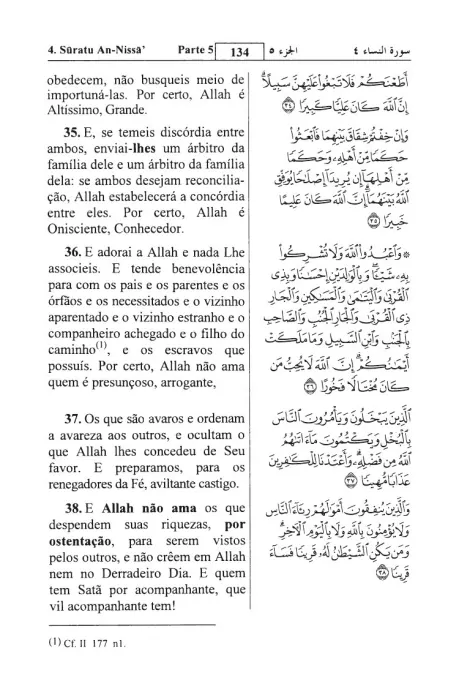 4. Sūratu An-Nissā’ Parte 5 134 الجزء ٥ سورة النساء ٤
obedecem, não busqueis meio de
importuná-las. Por certo, Allah é
Altíssimo, Grande.
35. E, se temeis discórdia entre
ambos, enviai-lhes um árbitro da
família dele e um árbitro da família
dela: se ambos desejam reconcilia-
ção, Allah estabelecerá a concórdia
entre eles. Por certo, Allah é
Onisciente, Conhecedor.
36. E adorai a Allah e nada Lhe
associeis. E tende benevolência
para com os pais e os parentes e os
órfãos e os necessitados e o vizinho
aparentado e o vizinho estranho e o
companheiro achegado e o filho do
caminho(1), e os escravos que
possuís. Por certo, Allah não ama
quem é presunçoso, arrogante,
37. Os que são avaros e ordenam
a avareza aos outros, e ocultam o
que Allah lhes concedeu de Seu
favor. E preparamos, para os
renegadores da Fé, aviltante castigo.
38. E Allah não ama os que
despendem suas riquezas, por
ostentação, para serem vistos
pelos outros, e não crêem em Allah
nem no Derradeiro Dia. E quem
tem Satã por acompanhante, que
vil acompanhante tem!
أَطَعْنَكُمْ فَلَا تَبْغُوا۟ عَلَيْهِنَّ سَبِيلًا ۗ
إِنَّ ٱللَّهَ كَانَ عَلِيًّا كَبِيرًا ٣٤
وَإِنْ خِفْتُمْ شِقَاقَ بَيْنِهِمَا فَٱبْعَثُوا۟
حَكَمًا مِّنْ أَهْلِهِۦ وَحَكَمًا
مِّنْ أَهْلِهَآ إِن يُرِيدَآ إِصْلَٰحًا يُوَفِّقِ
ٱللَّهُ بَيْنَهُمَآ ۗ إِنَّ ٱللَّهَ كَانَ عَلِيمًا
خَبِيرًا ٣٥
* وَٱعْبُدُوا۟ ٱللَّهَ وَلَا تُشْرِكُوا۟
بِهِۦ شَيْـًٔا ۖ وَبِٱلْوَٰلِدَيْنِ إِحْسَٰنًا وَبِذِى
ٱلْقُرْبَىٰ وَٱلْيَتَٰمَىٰ وَٱلْمَسَٰكِينِ وَٱلْجَارِ
ذِى ٱلْقُرْبَىٰ وَٱلْجَارِ ٱلْجُنُبِ وَٱلصَّاحِبِ
بِٱلْجَنۢبِ وَٱبْنِ ٱلسَّبِيلِ وَمَا مَلَكَتْ
أَيْمَٰنُكُمْ ۗ إِنَّ ٱللَّهَ لَا يُحِبُّ مَن
كَانَ مُخْتَالًا فَخُورًا ٣٦
ٱلَّذِينَ يَبْخَلُونَ وَيَأْمُرُونَ ٱلنَّاسَ
بِٱلْبُخْلِ وَيَكْتُمُونَ مَآ ءَاتَىٰهُمُ
ٱللَّهُ مِن فَضْلِهِۦ ۗ وَأَعْتَدْنَا لِلْكَٰفِرِينَ
عَذَابًا مُّهِينًا ٣٧
وَٱلَّذِينَ يُنفِقُونَ أَمْوَٰلَهُمْ رِئَآءَ ٱلنَّاسِ
وَلَا يُؤْمِنُونَ بِٱللَّهِ وَلَا بِٱلْيَوْمِ ٱلْءَاخِرِ ۗ
وَمَن يَكُنِ ٱلشَّيْطَٰنُ لَهُۥ قَرِينًا فَسَآءَ
قَرِينًا ٣٨
(1) Cf. II 177 n1.